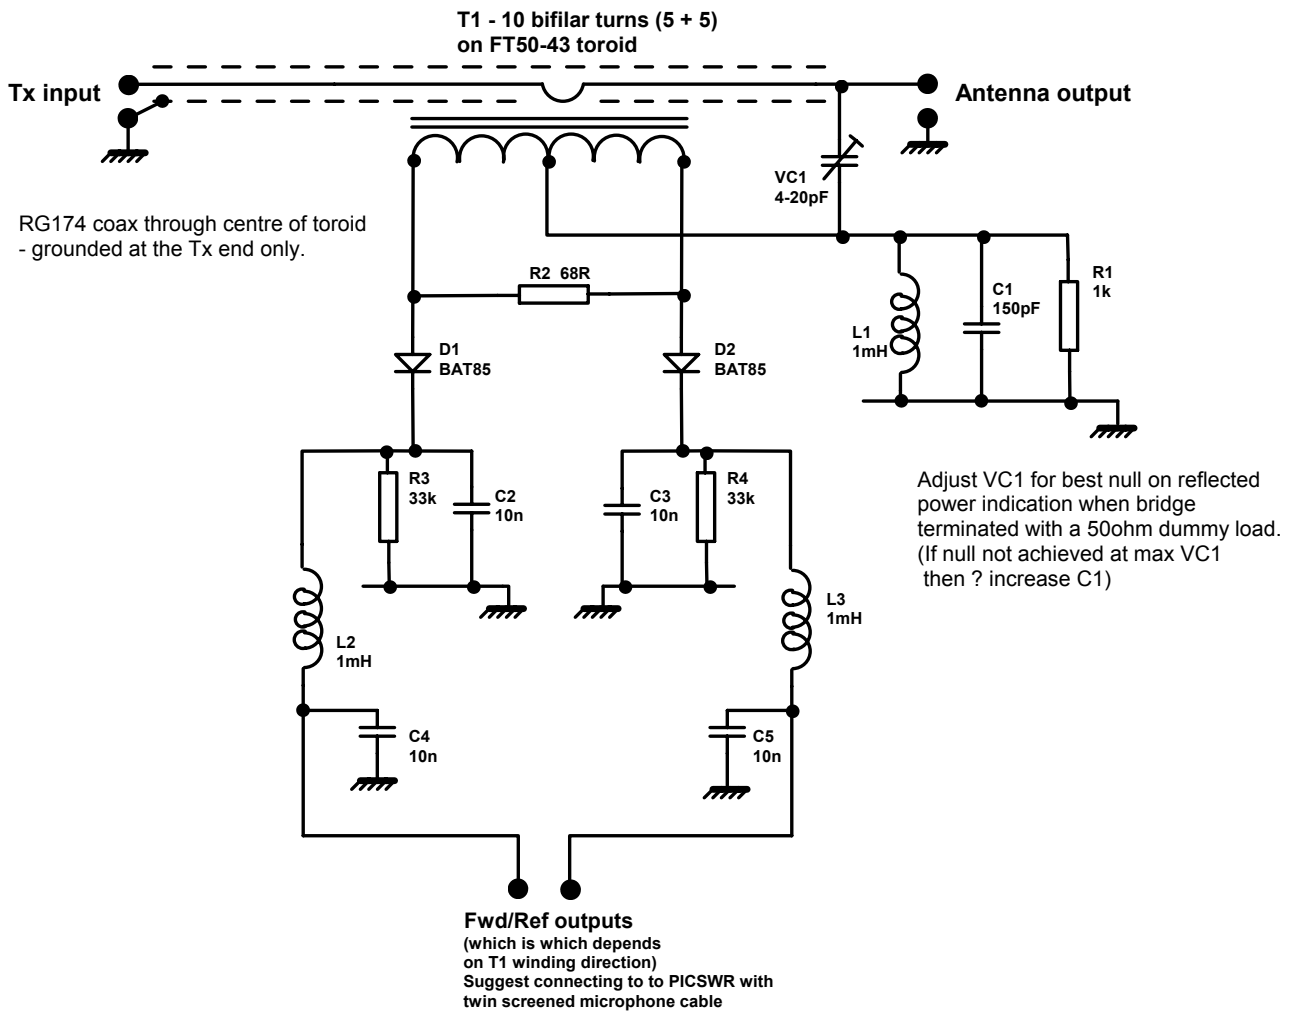 T1 - 10 bifilar turns (5 + 5)
on FT50-43 toroid
Tx input
Antenna output
VC1
4-20pF
RG174 coax through centre of toroid
- grounded at the Tx end only.
R2 68R
R1
1k
C1
150pF
L1
1mH
D1
BAT85
D2
BAT85
R3
33k
C2
10n
C3
10n
R4
33k
Adjust VC1 for best null on reflected
power indication when bridge
terminated with a 50ohm dummy load.
(If null not achieved at max VC1
then ? increase C1)
L2
1mH
L3
1mH
C4
10n
C5
10n
Fwd/Ref outputs
(which is which depends
on T1 winding direction)
Suggest connecting to to PICSWR with
twin screened microphone cable